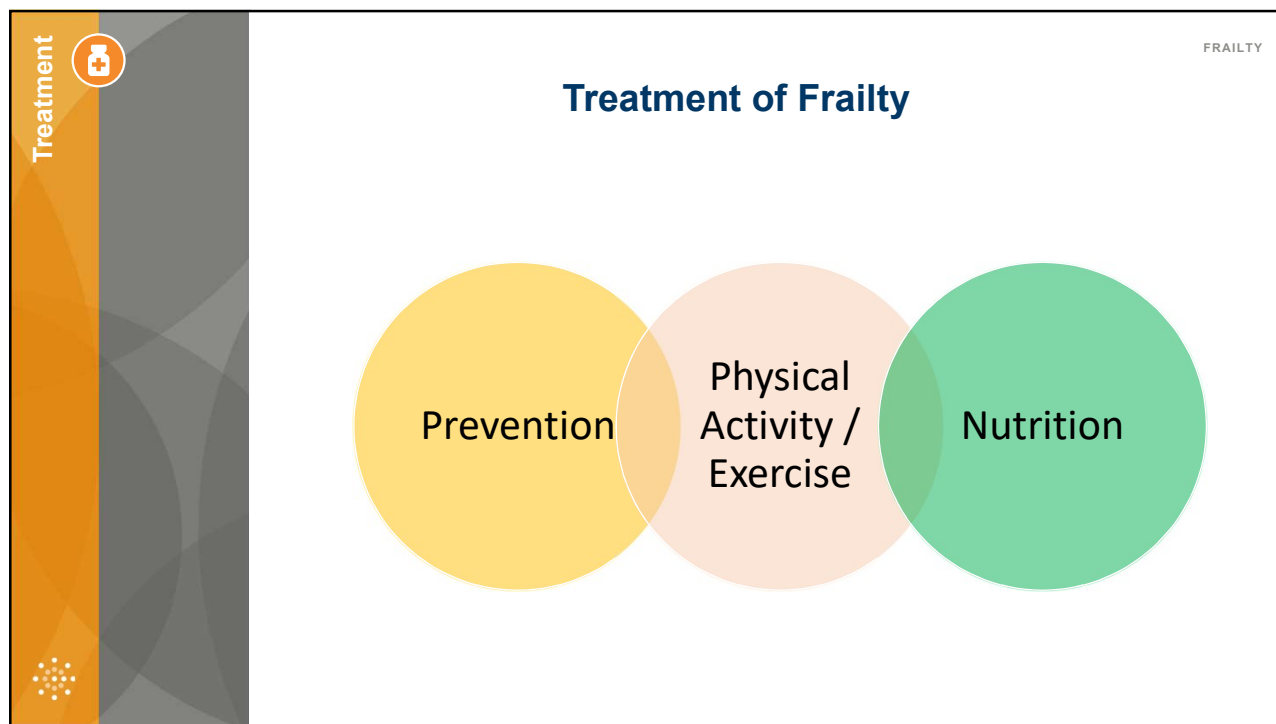 Treatment
FRAILTY
Treatment of Frailty
Prevention
Physical
Activity /
Exercise
Nutrition